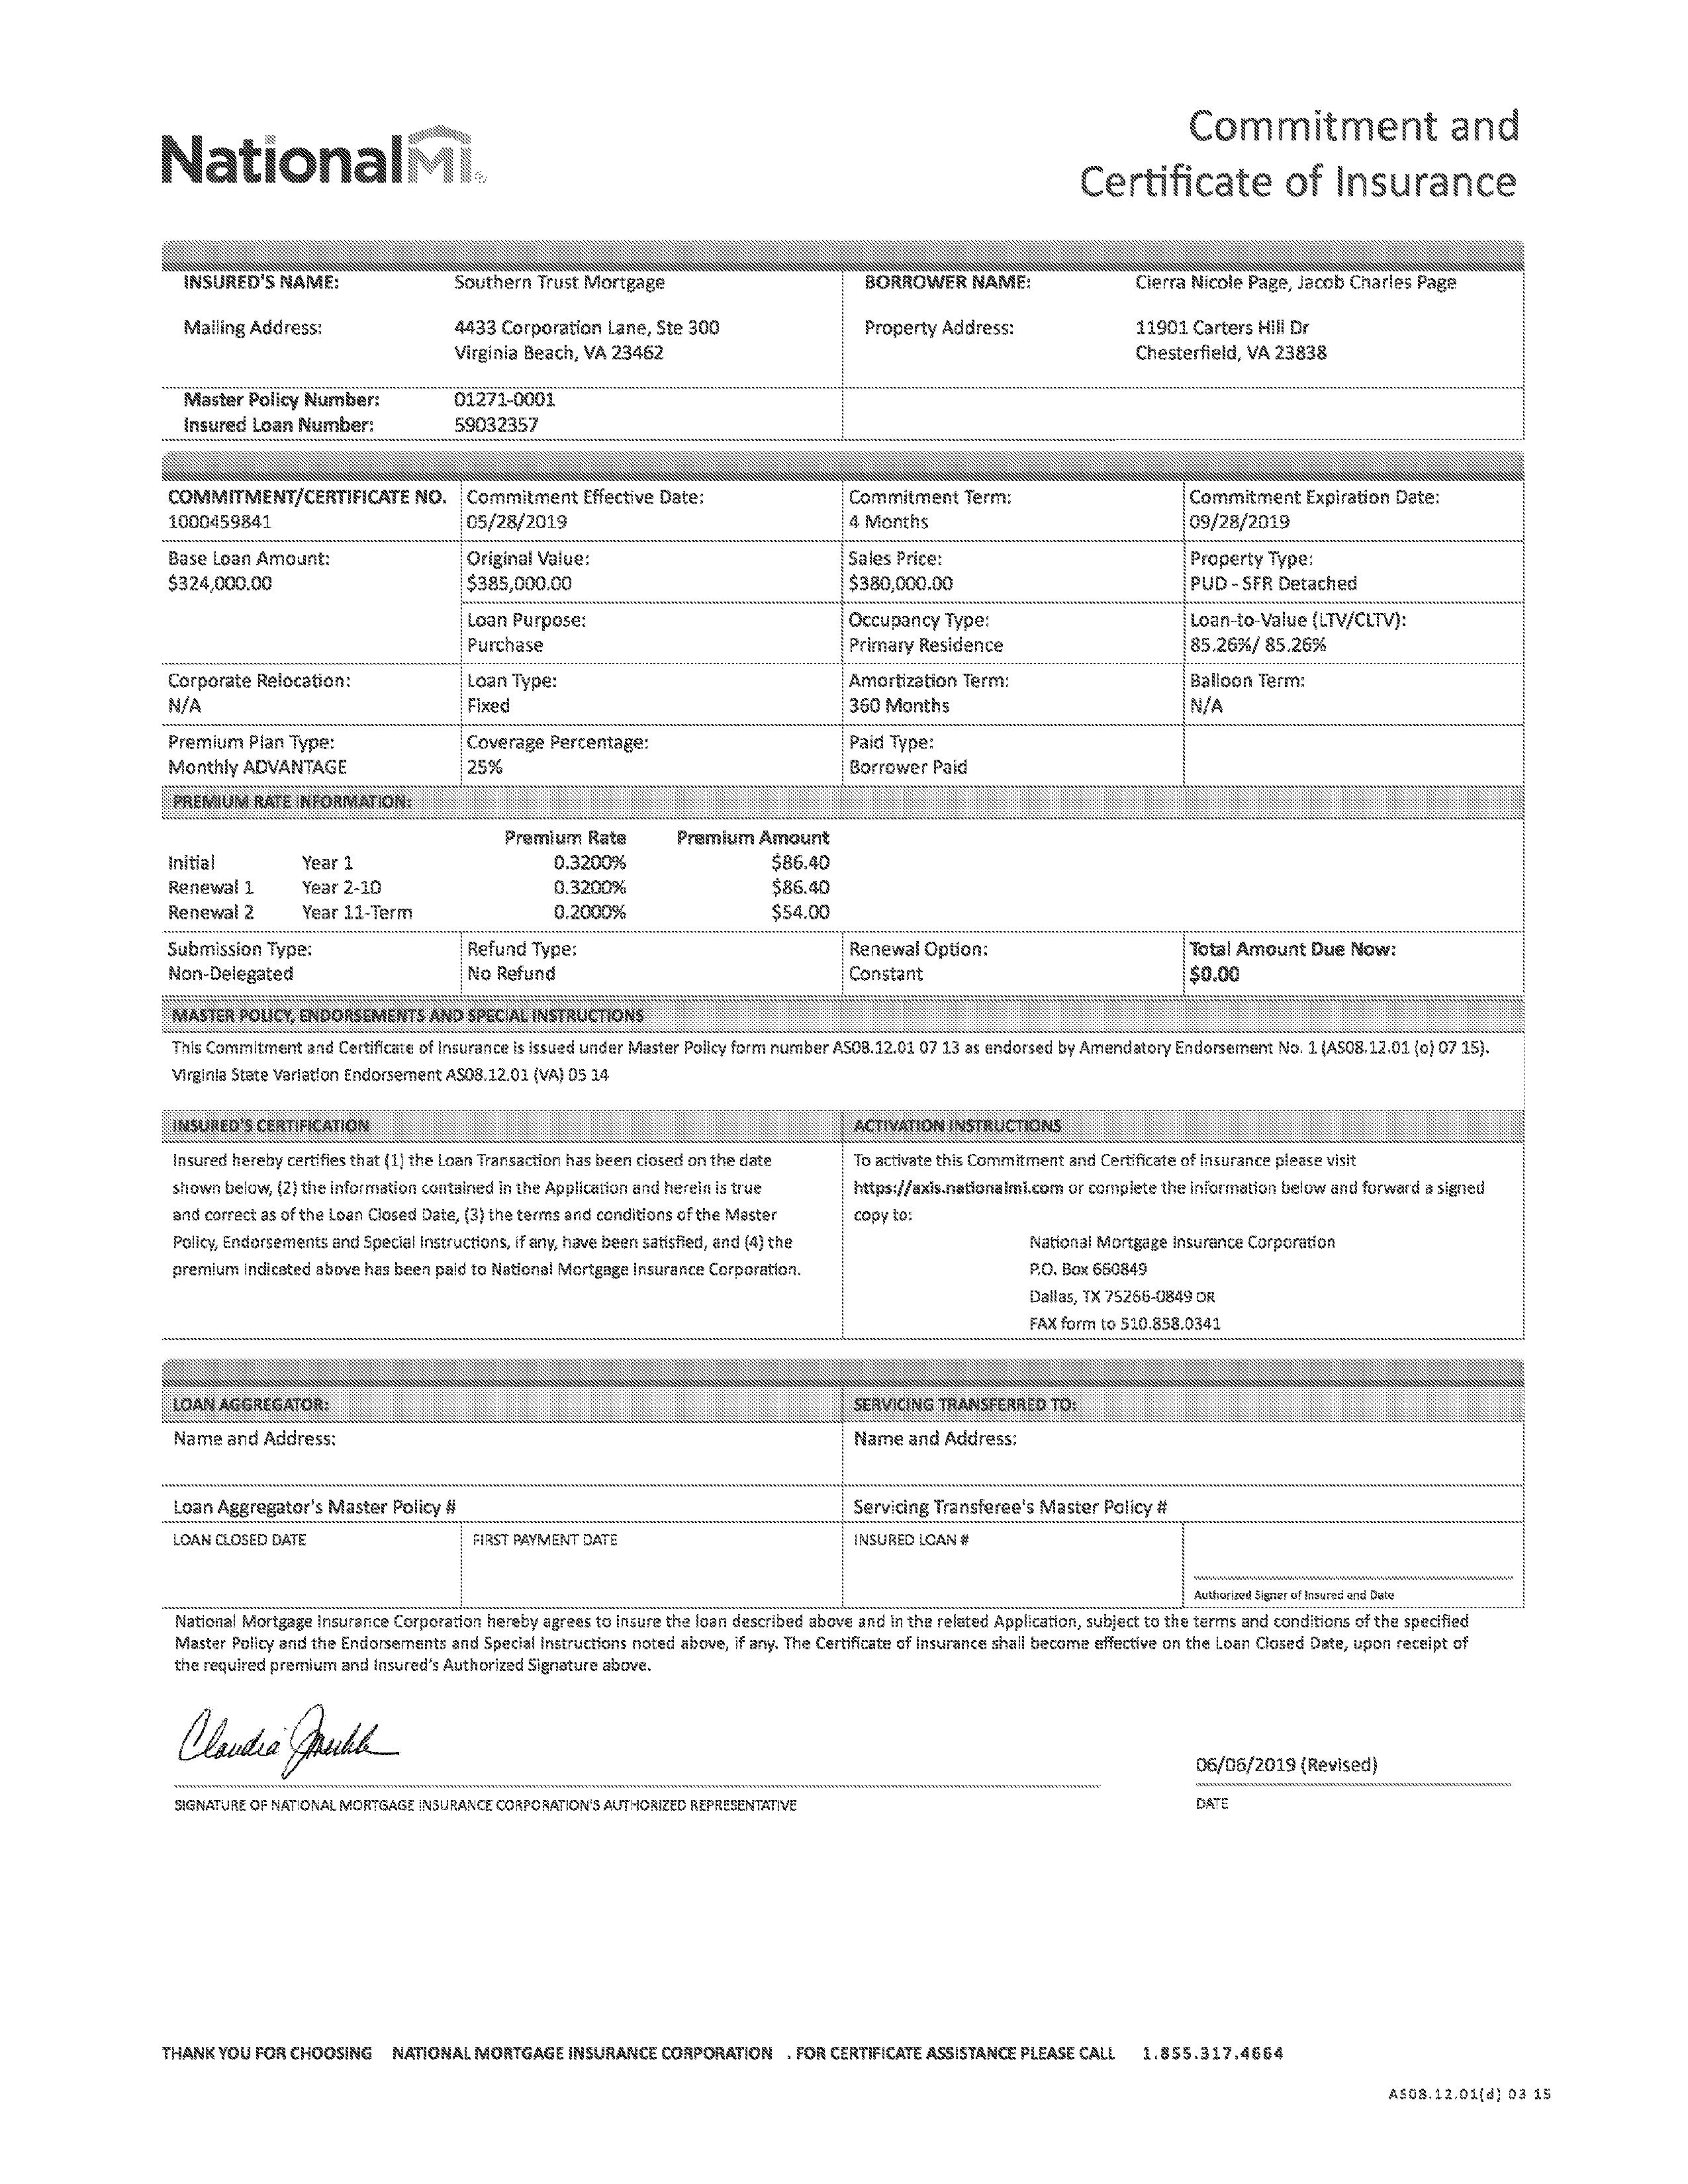 NationalMI®
Commitment and
Certificate of Insurance
INSURED'S NAME: Southern Trust Mortgage BORROWER NAME: Cierra Nicole Page, Jacob Charles Page
Mailing Address: 4433 Corporation Lane, Ste 300 Property Address: 11901 Carters Hill Dr
Virginia Beach, VA 23462 Chesterfield, VA 23838
Master Policy Number: 01271-0001
Insured Loan Number: 59032357
COMMITMENT/CERTIFICATE NO. Commitment Effective Date: Commitment Term: Commitment Expiration Date:
1000459841 05/28/2019 4 Months 09/28/2019
Base Loan Amount: Original Value: Sales Price: Property Type:
$324,000.00 $385,000.00 $380,000.00 PUD - SFR Detached
Loan Purpose: Occupancy Type: Loan-to-Value (LTV/CLTV):
Purchase Primary Residence 85.26%/ 85.26%
Corporate Relocation: Loan Type: Amortization Term: Balloon Term:
N/A Fixed 360 Months N/A
Premium Plan Type: Coverage Percentage: Paid Type:
Monthly ADVANTAGE 25% Borrower Paid
PREMIUM RATE INFORMATION:
Premium Rate Premium Amount
Initial Year 1 0.3200% $86.40
Renewal 1 Year 2-10 0.3200% $86.40
Renewal 2 Year 11-Term 0.2000% $54.00
Submission Type: Refund Type: Renewal Option: Total Amount Due Now:
Non-Delegated No Refund Constant $0.00
MASTER POLICY, ENDORSEMENTS AND SPECIAL INSTRUCTIONS
This Commitment and Certificate of Insurance is issued under Master Policy form number AS08.12.01 07 13 as endorsed by Amendatory Endorsement No. 1 (AS08.12.01 (o) 07 15).
Virginia State Variation Endorsement AS08.12.01 (VA) 05 14
INSURED'S CERTIFICATION
Insured hereby certifies that (1) the Loan Transaction has been closed on the date
shown below, (2) the information contained in the Application and herein is true
and correct as of the Loan Closed Date, (3) the terms and conditions of the Master
Policy, Endorsements and Special Instructions, if any, have been satisfied, and (4) the
premium indicated above has been paid to National Mortgage Insurance Corporation.
ACTIVATION INSTRUCTIONS
To activate this Commitment and Certificate of Insurance please visit
https://axis.nationalmi.com or complete the information below and forward a signed
copy to:
National Mortgage Insurance Corporation
P.O. Box 660849
Dallas, TX 75266-0849 OR
FAX form to 510.858.0341
LOAN AGGREGATOR: SERVICING TRANSFERRED TO:
Name and Address: Name and Address:
Loan Aggregator's Master Policy # Servicing Transferee's Master Policy #
LOAN CLOSED DATE FIRST PAYMENT DATE INSURED LOAN #
Authorized Signer of Insured and Date
National Mortgage Insurance Corporation hereby agrees to insure the loan described above and in the related Application, subject to the terms and conditions of the specified
Master Policy and the Endorsements and Special Instructions noted above, if any. The Certificate of Insurance shall become effective on the Loan Closed Date, upon receipt of
the required premium and Insured's Authorized Signature above.
Claudia
06/06/2019 (Revised)
SIGNATURE OF NATIONAL MORTGAGE INSURANCE CORPORATION'S AUTHORIZED REPRESENTATIVE DATE
THANK YOU FOR CHOOSING NATIONAL MORTGAGE INSURANCE CORPORATION . FOR CERTIFICATE ASSISTANCE PLEASE CALL 1.855.317.4664
AS08.12.01(d) 03 15